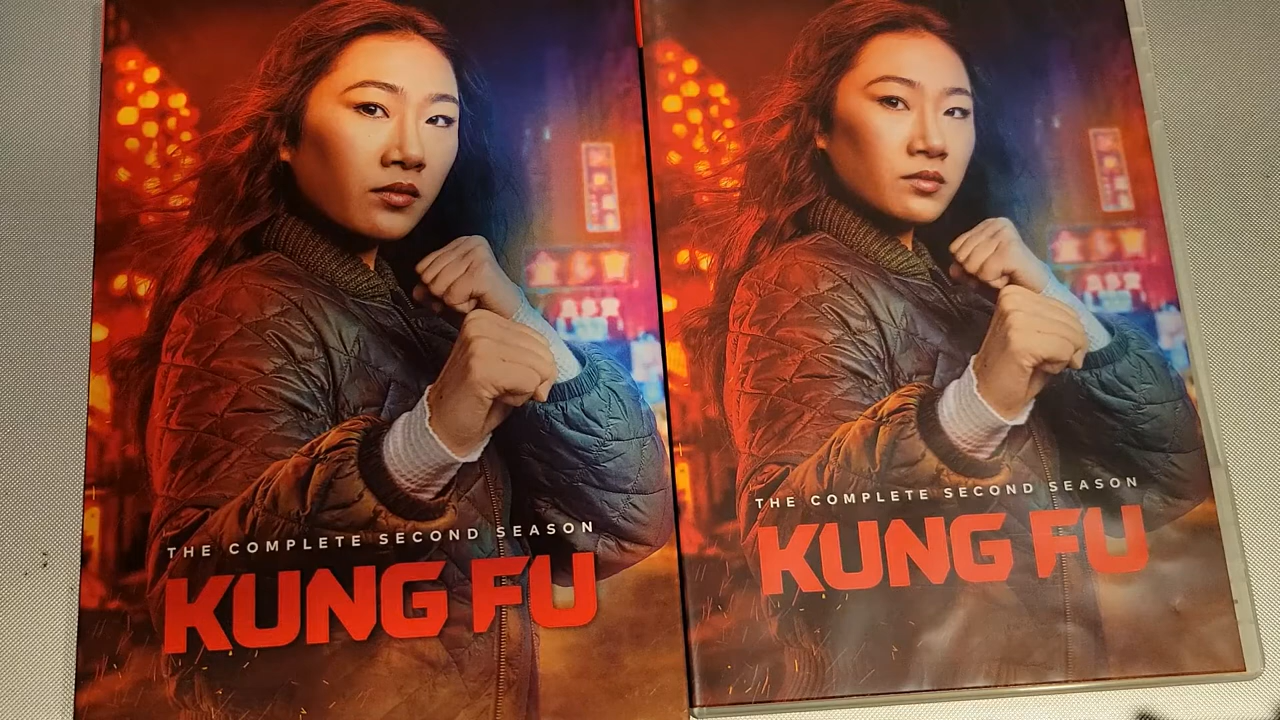 THE COMPLETE SECOND SEASON
KUNG FU
THE COMPLETE SECOND SEASON
KUNG FU